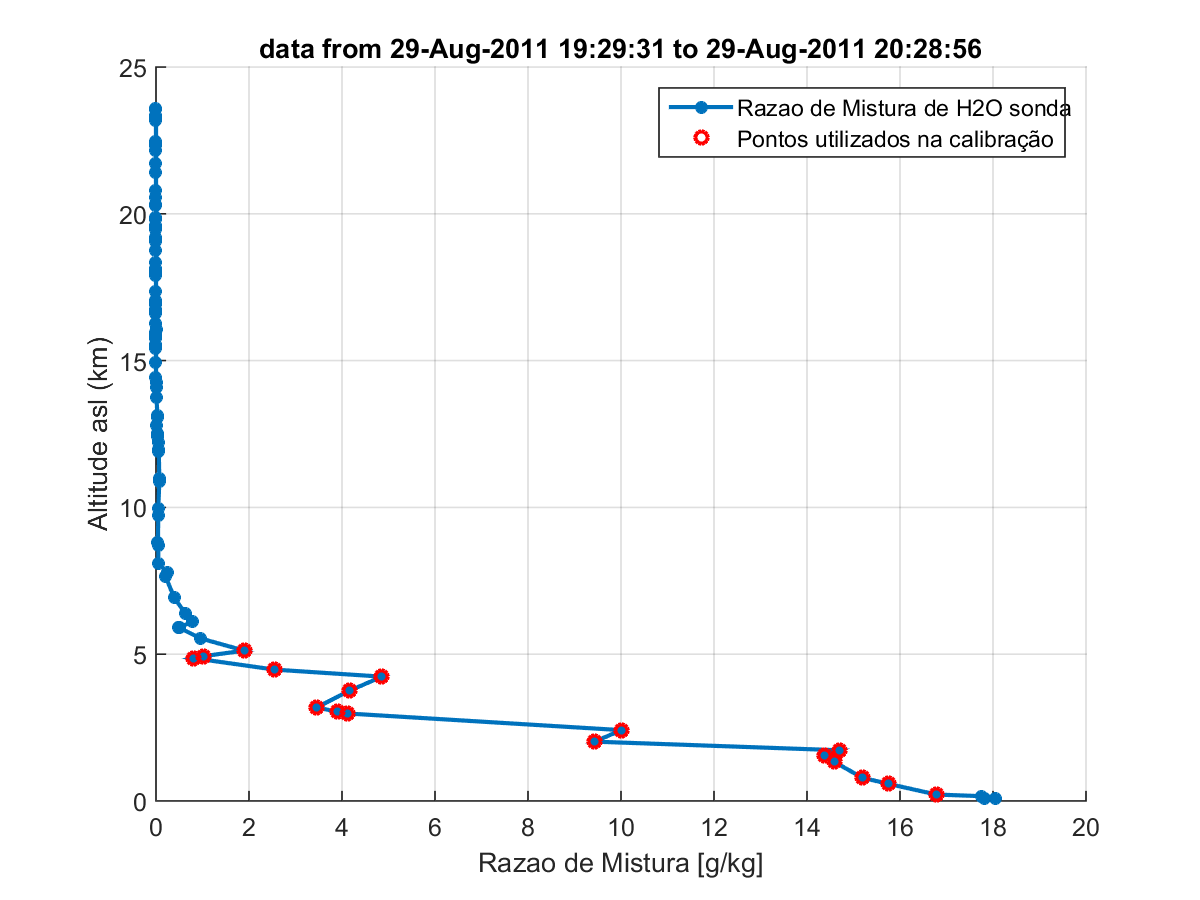 data from 29-Aug-2011 19:29:31 to 29-Aug-2011 20:28:56
Razao de Mistura de H2O sonda
Pontos utilizados na calibração
25
20
15
10
5
0
Altitude asl (km)
0 2 4 6 8 10 12 14 16 18 20
Razao de Mistura [g/kg]